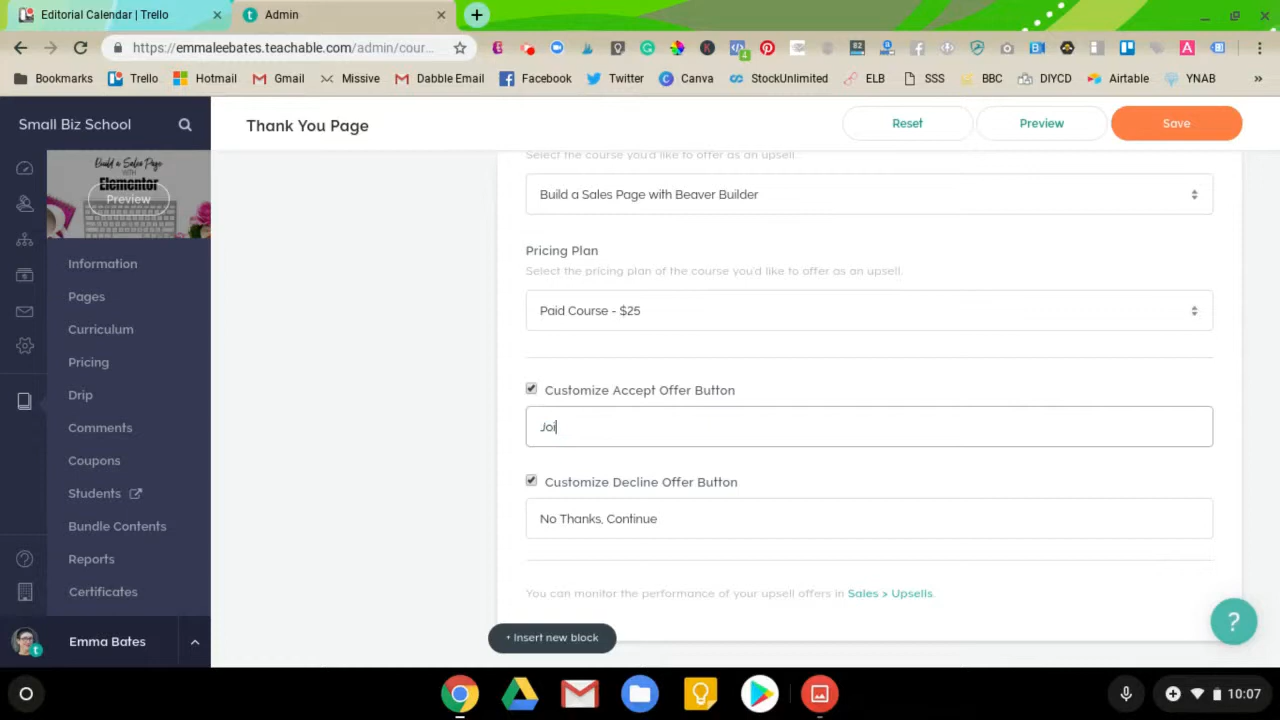 Editorial Calendar | Trello
Admin
https://emmaleebates.teachable.com/admin/cour...
Bookmarks
Trello
Hotmail
Gmail
Missive
Dabble Email
Facebook
Twitter
Canva
StockUnlimited
ELB
SSS
BBC
DIYCD
Airtable
YNAB
»
Small Biz School
Thank You Page
Reset
Preview
Save
Build a Sales Page
WITH
Elementor
Preview
Information
Pages
Curriculum
Pricing
Drip
Comments
Coupons
Students
Bundle Contents
Reports
Certificates
Emma Bates
Select the course you'd like to offer as an upsell.
Build a Sales Page with Beaver Builder
Pricing Plan
Select the pricing plan of the course you'd like to offer as an upsell.
Paid Course - $25
Customize Accept Offer Button
Joi
Customize Decline Offer Button
No Thanks, Continue
You can monitor the performance of your upsell offers in Sales > Upsells.
+ Insert new block
?
10:07